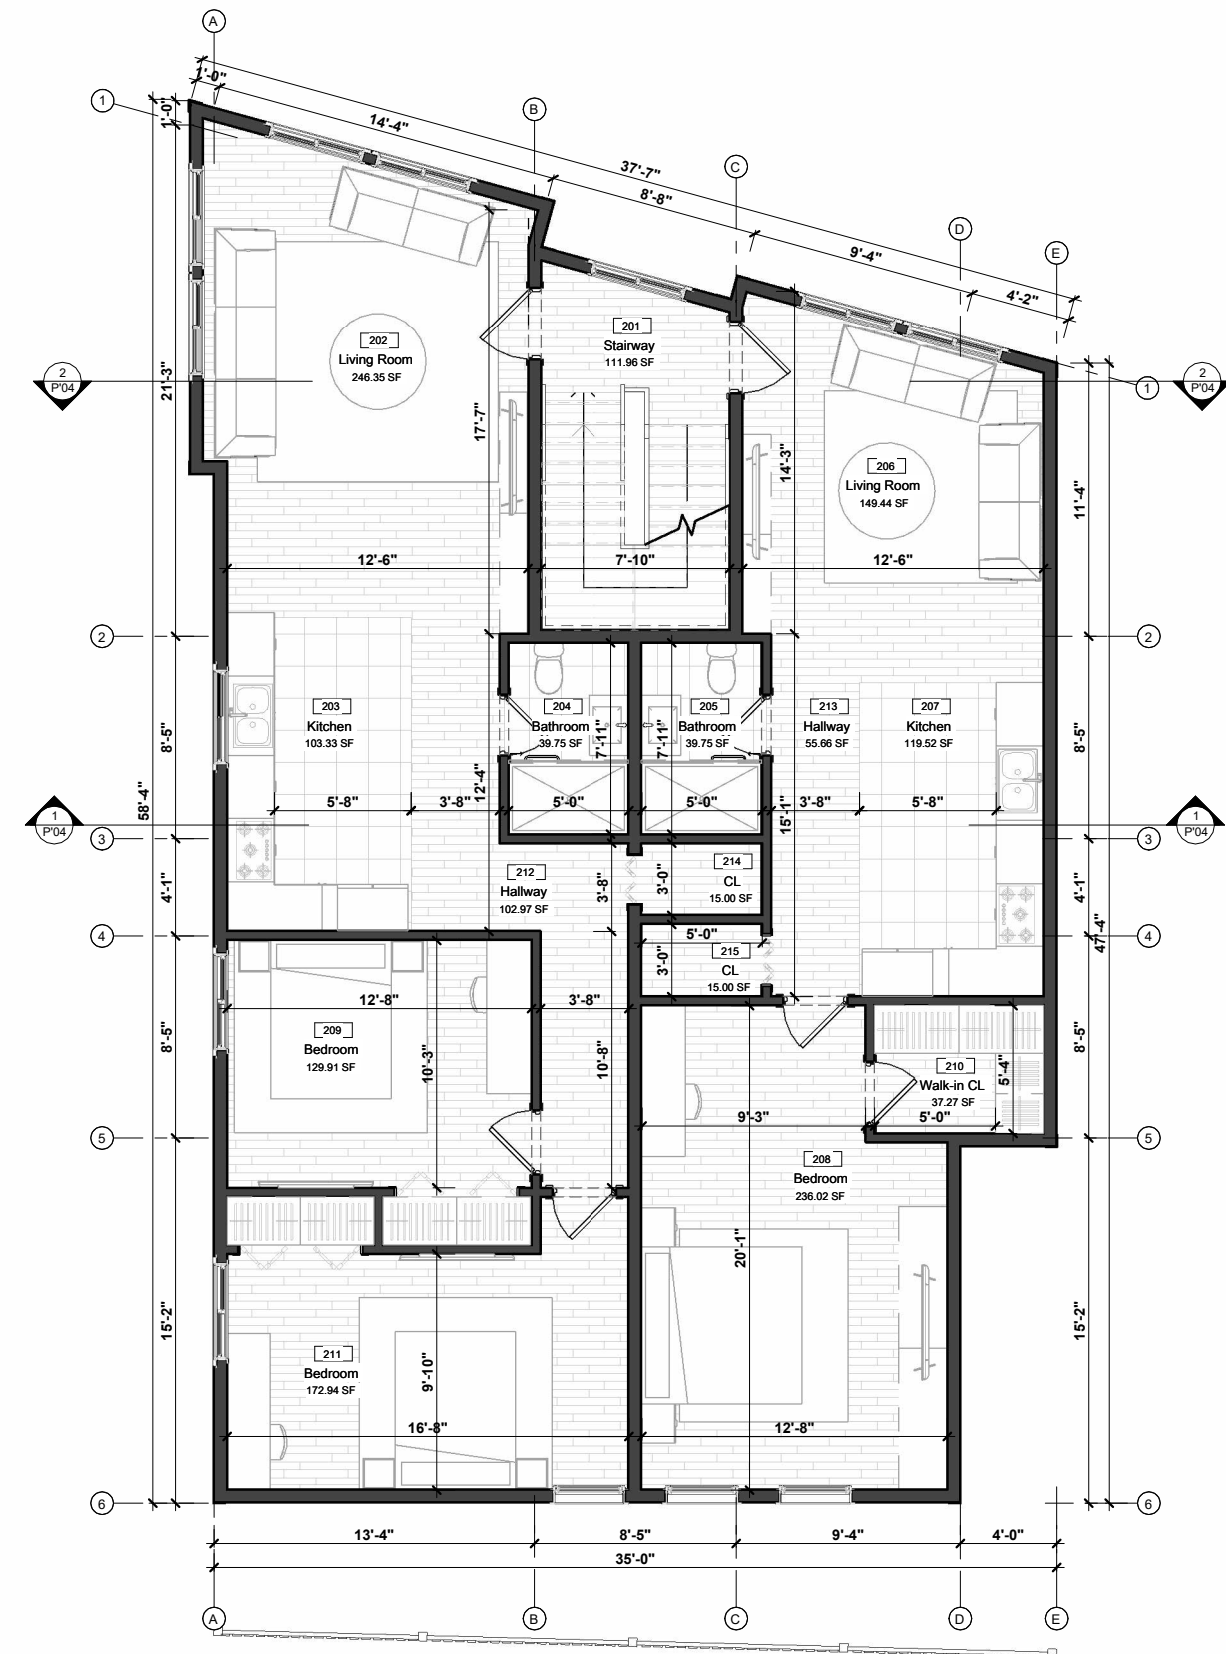 A
1'-0"
1
1'-0"
14'-4"
B
37'-7"
C
8'-8"
D
9'-4"
E
4'-2"
201
Stairway
111.96 SF
202
Living Room
246.35 SF
2
P'04
2
P'04
1
21'-3"
17'-7"
14'-3"
206
Living Room
149.44 SF
11'-4"
12'-6"
7'-10"
12'-6"
2
2
203
Kitchen
103.33 SF
204
Bathroom
39.75 SF
205
Bathroom
39.75 SF
213
Hallway
55.66 SF
207
Kitchen
119.52 SF
8'-5"
7'-11"
7'-11"
8'-5"
58'-4"
12'-4"
5'-8"
3'-8"
5'-0"
5'-0"
3'-8"
5'-8"
15'-1"
1
P'04
1
P'04
3
3
212
Hallway
102.97 SF
214
CL
15.00 SF
4'-1"
3'-8"
3'-0"
4'-1"
4
4
47'-4"
5'-0"
215
CL
15.00 SF
3'-0"
12'-8"
3'-8"
209
Bedroom
129.91 SF
8'-5"
10'-3"
10'-8"
8'-5"
210
Walk-in CL
37.27 SF
5'-4"
9'-3"
5'-0"
5
5
208
Bedroom
236.02 SF
20'-1"
15'-2"
15'-2"
211
Bedroom
172.94 SF
9'-10"
16'-8"
12'-8"
6
6
13'-4"
8'-5"
9'-4"
4'-0"
35'-0"
A
B
C
D
E